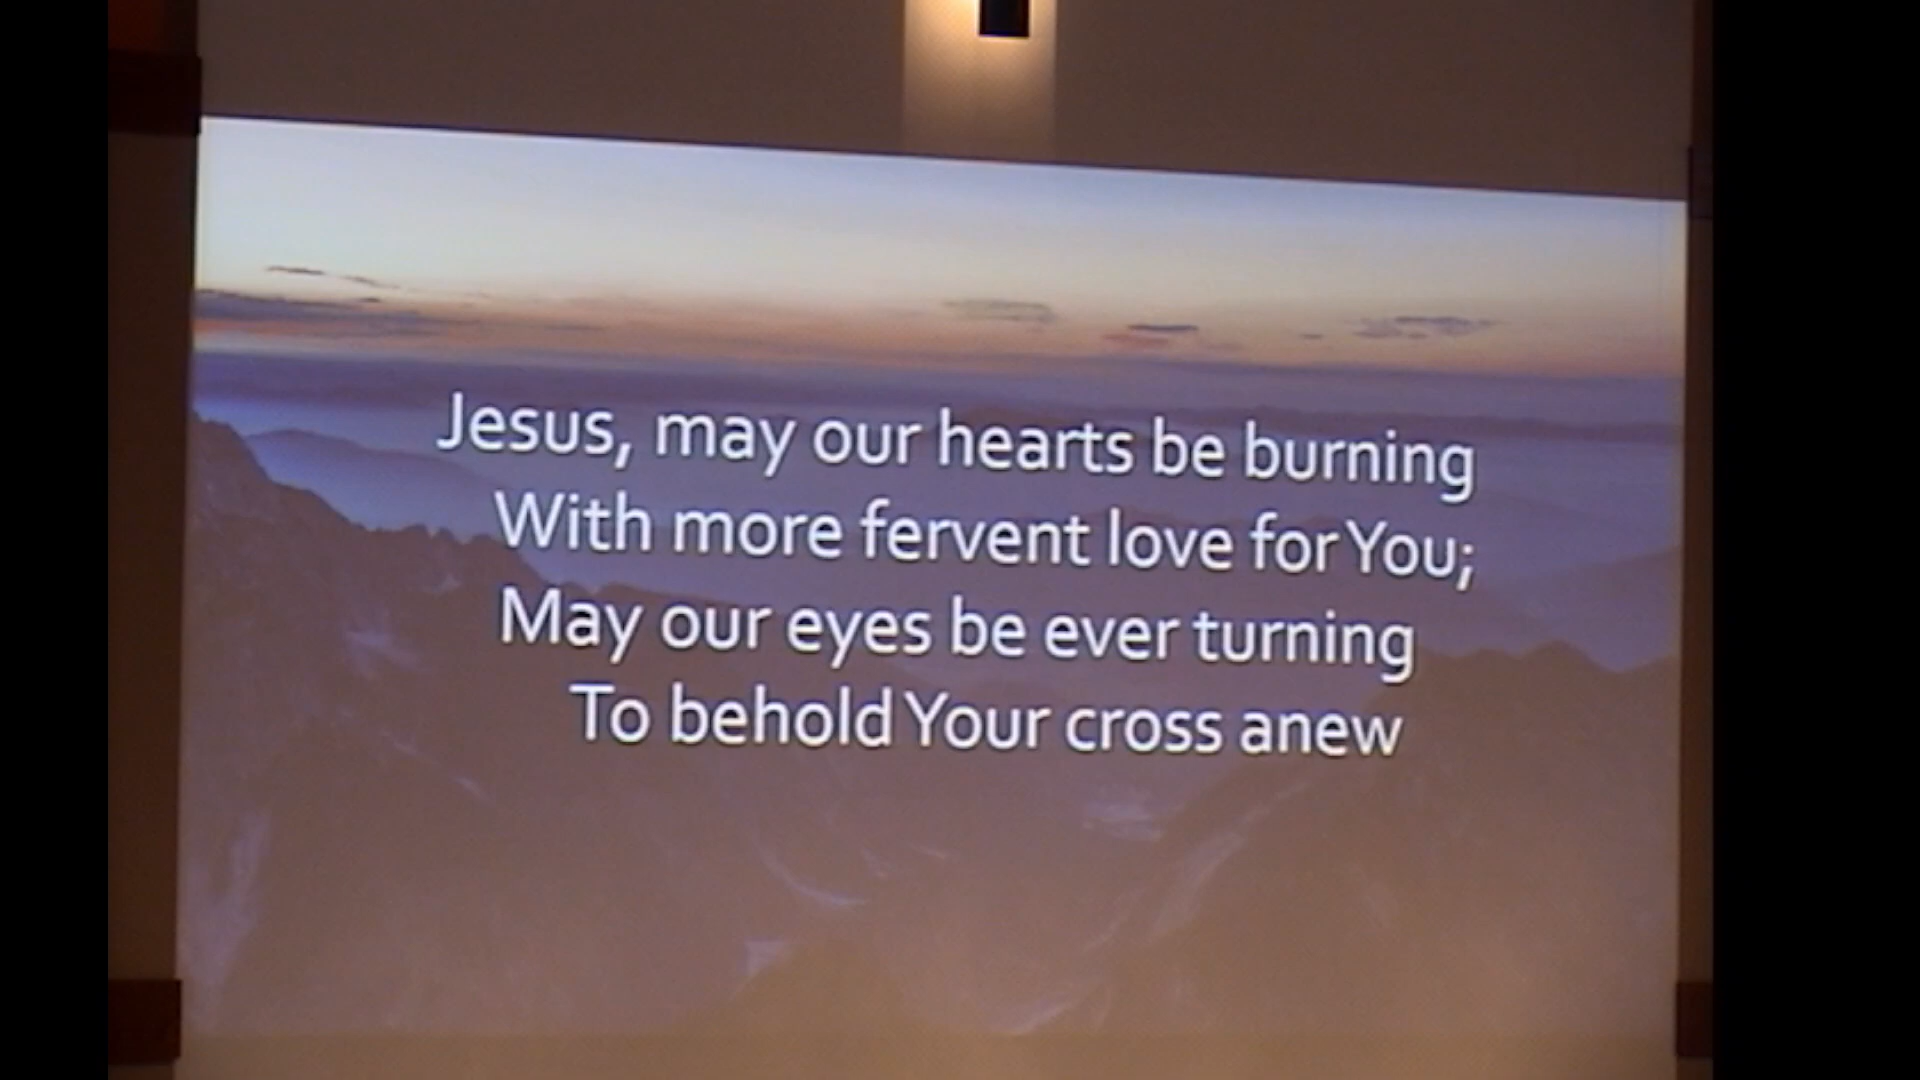 Jesus, may our hearts be burning
With more fervent love for You;
May our eyes be ever turning
To behold Your cross anew